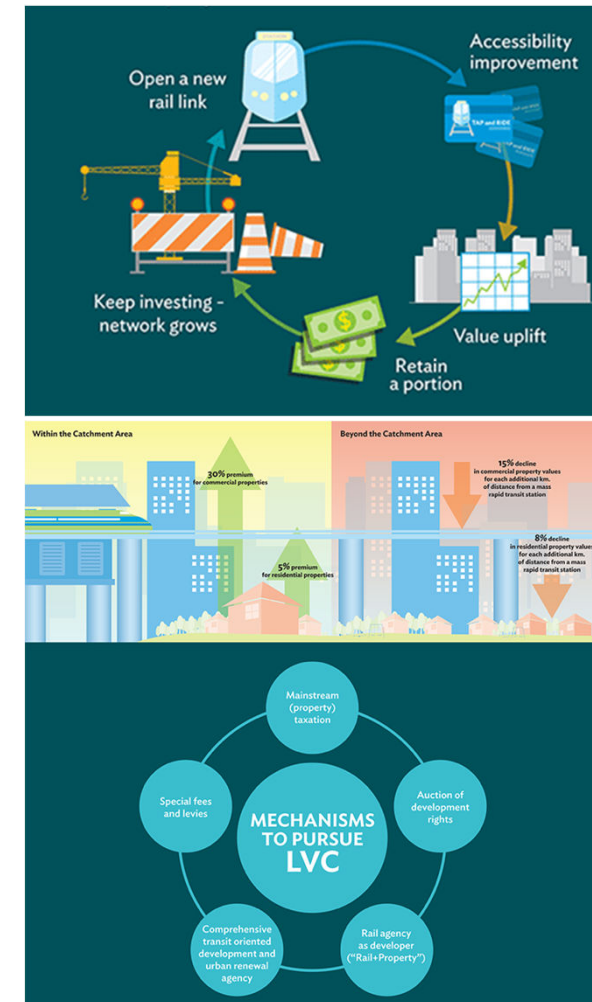 Open a new
rail link
Accessibility
improvement
TAP and RIDE
Keep investing –
network grows
Value uplift
Retain
a portion
Within the Catchment Area
30% premium
for commercial properties
5% premium
for residential properties
Beyond the Catchment Area
15% decline
in commercial property values
for each additional km.
of distance from a mass
rapid transit station
8% decline
in residential property values
for each additional km.
of distance from a mass
rapid transit station
Mainstream
(property)
taxation
Special fees
and levies
Auction of
development
rights
MECHANISMS
TO PURSUE
LVC
Comprehensive
transit oriented
development and
urban renewal
agency
Rail agency
as developer
("Rail+Property")